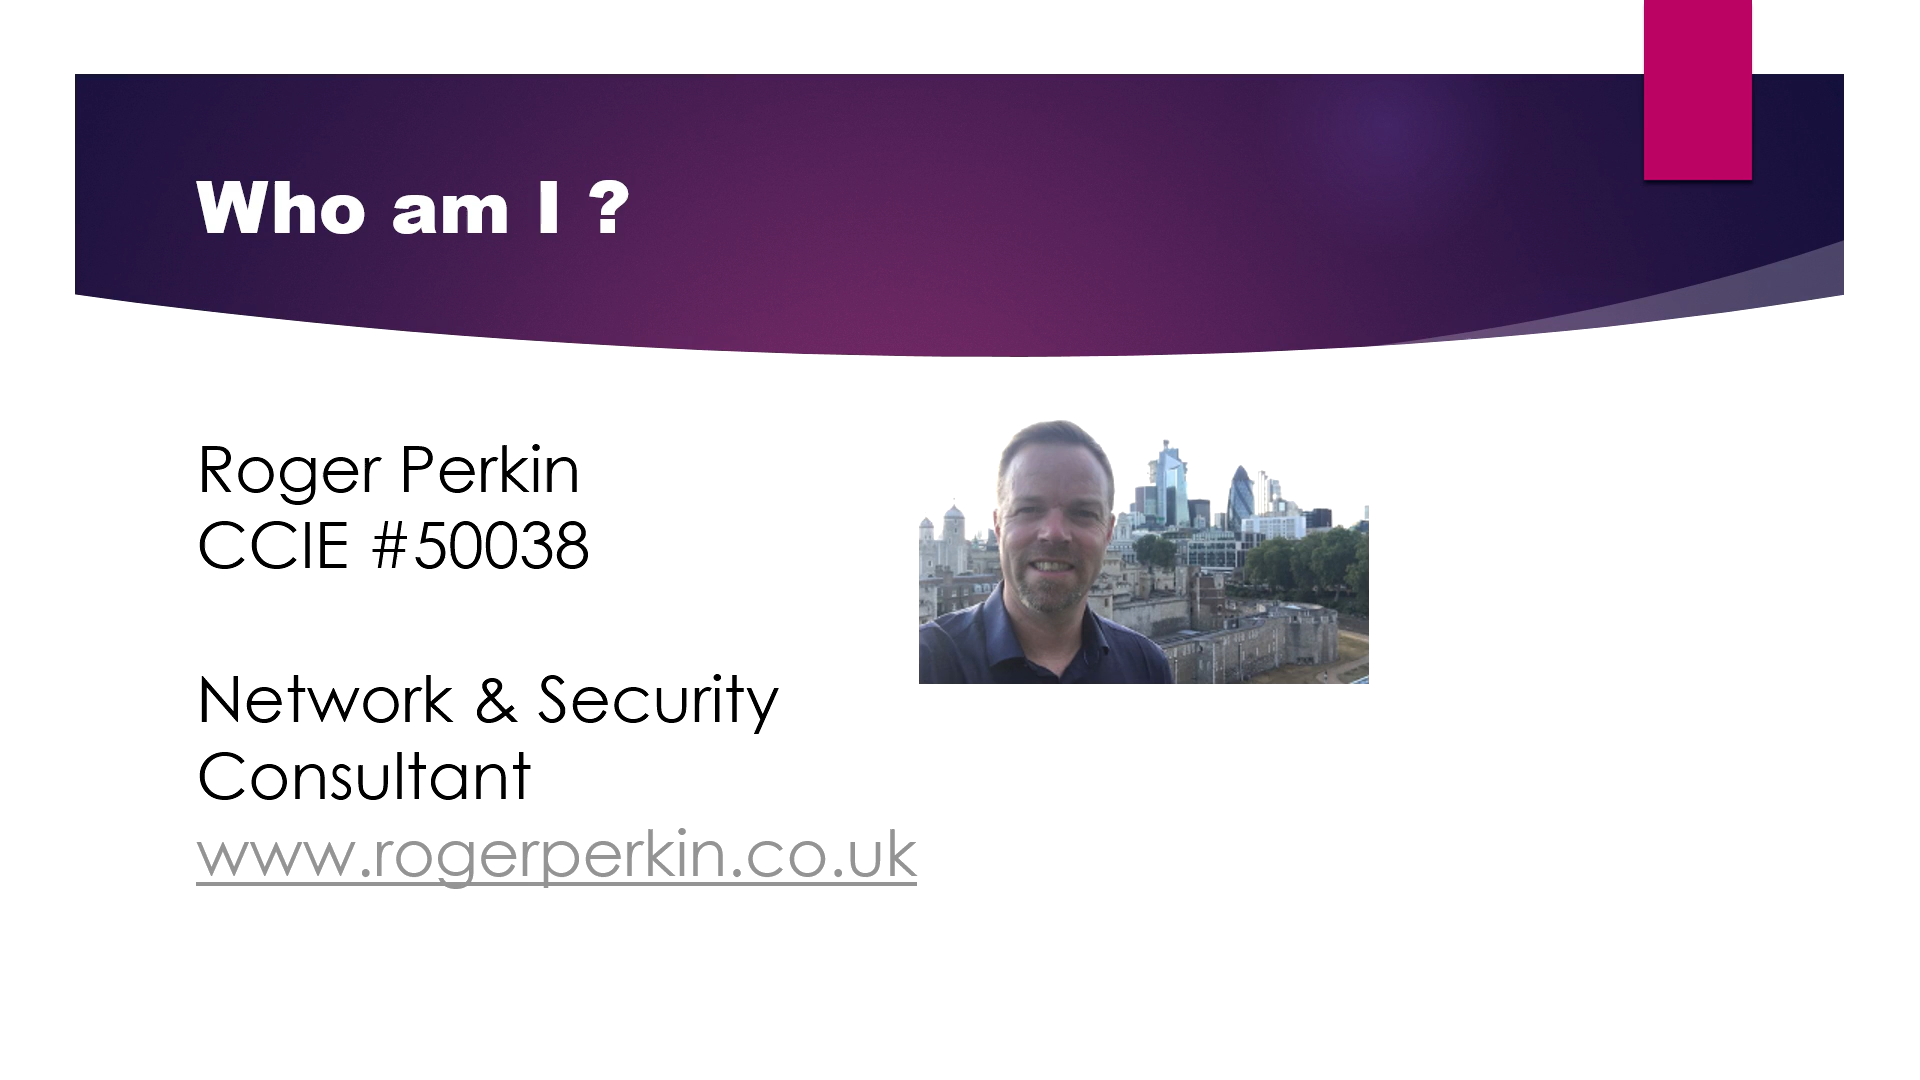 Who am I ?
Roger Perkin
CCIE #50038
Network & Security
Consultant
www.rogerperkin.co.uk